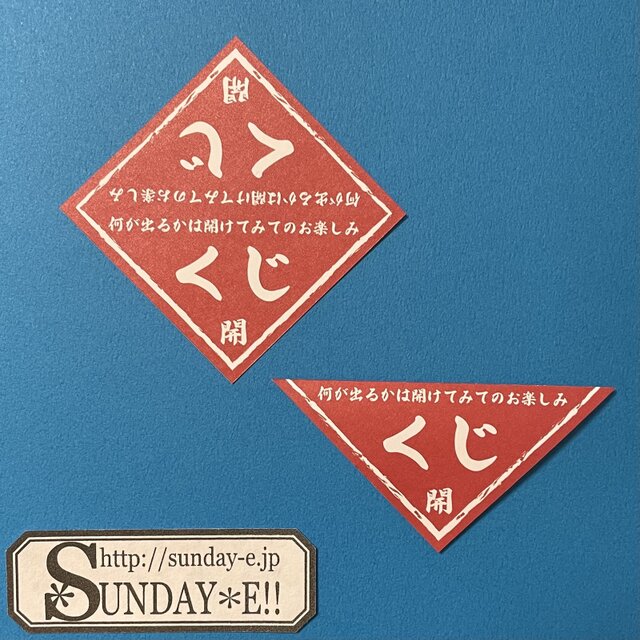 開
くじ
何が出るかは開けてみてのお楽しみ
何が出るかは開けてみてのお楽しみ
くじ
開
何が出るかは開けてみてのお楽しみ
くじ
開
http://sunday-e.jp
SUNDAY*E!!